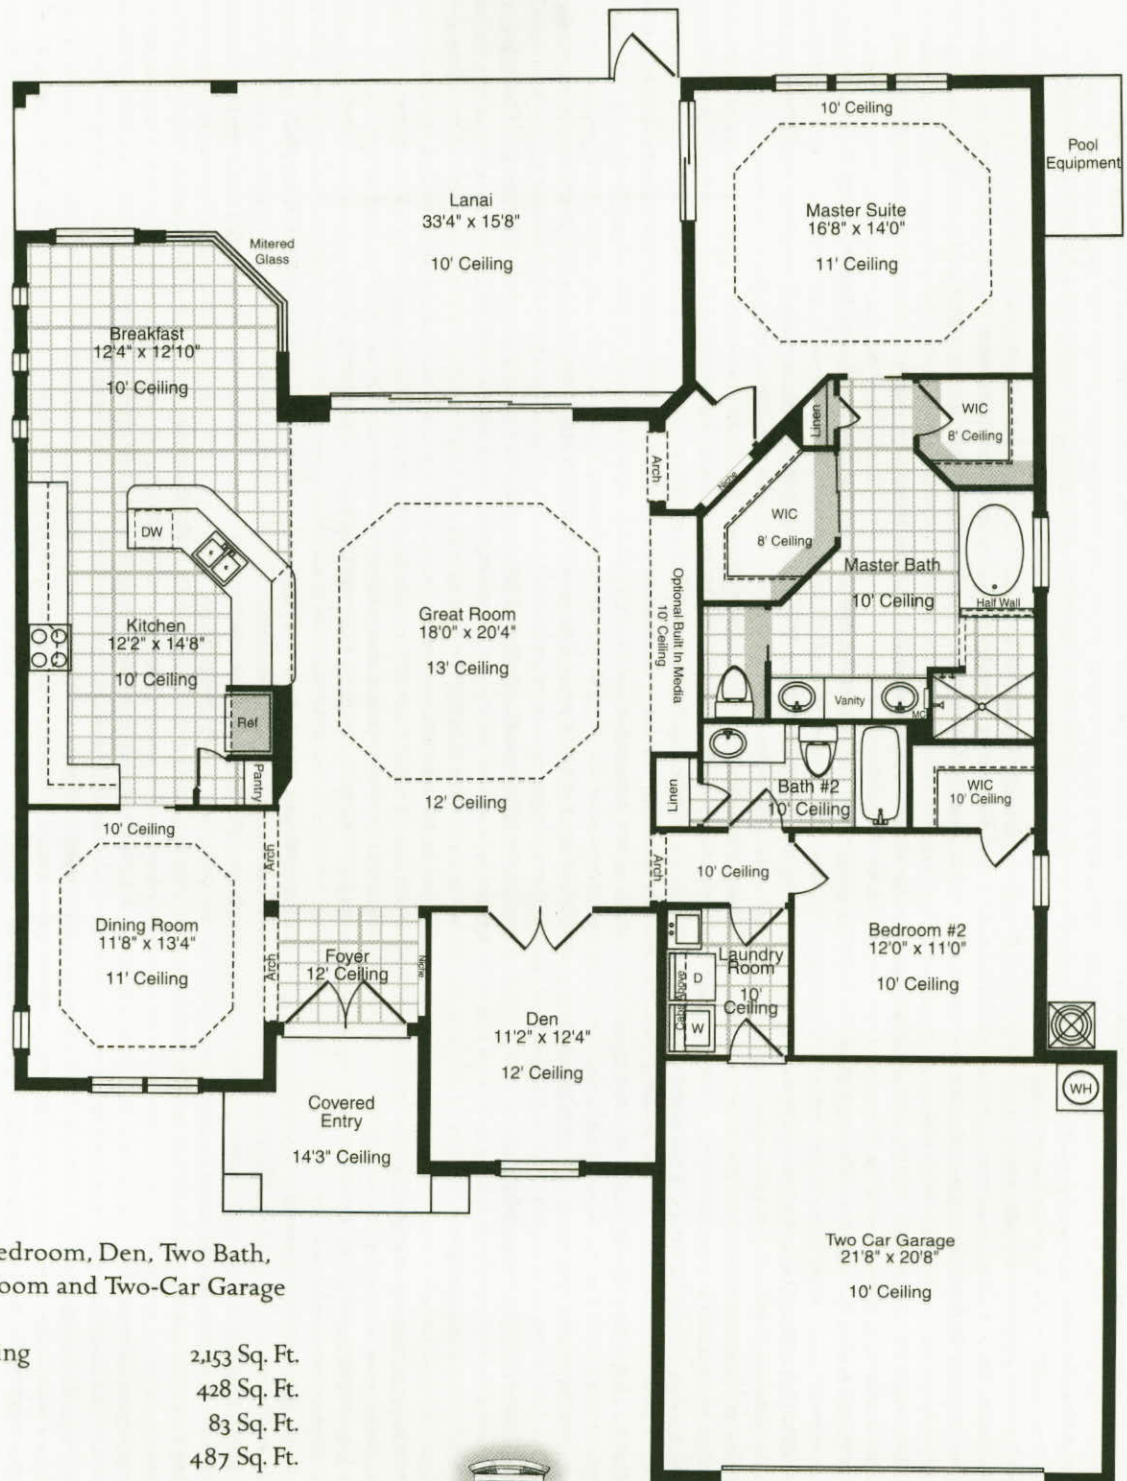 Pool
Equipment
10' Ceiling
Master Suite
16'8" x 14'0"
11' Ceiling
Lanai
33'4" x 15'8"
10' Ceiling
Mitered
Glass
Breakfast
12'4" x 12'10"
10' Ceiling
Linen
WIC
8' Ceiling
Arch
Niche
WIC
8' Ceiling
DW
Master Bath
10' Ceiling
Half Wall
Optional Built In Media
10' Ceiling
Great Room
18'0" x 20'4"
13' Ceiling
Kitchen
12'2" x 14'8"
10' Ceiling
Vanity
MC
Ref
Pantry
12' Ceiling
Linen
Bath #2
10' Ceiling
WIC
10' Ceiling
10' Ceiling
Arch
Arch
10' Ceiling
Dining Room
11'8" x 13'4"
11' Ceiling
Arch
Foyer
12' Ceiling
Niche
Bedroom #2
12'0" x 11'0"
10' Ceiling
Laundry
Room
10'
Ceiling
D
W
Den
11'2" x 12'4"
12' Ceiling
Covered
Entry
14'3" Ceiling
WH
Two Car Garage
21'8" x 20'8"
10' Ceiling
edroom, Den, Two Bath,
oom and Two-Car Garage
ing 2,153 Sq. Ft.
428 Sq. Ft.
83 Sq. Ft.
487 Sq. Ft.